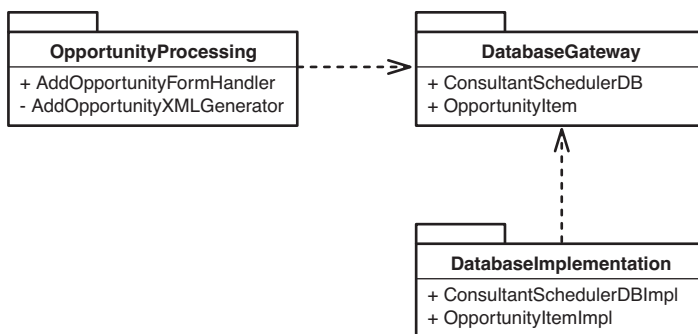 OpportunityProcessing
+ AddOpportunityFormHandler
- AddOpportunityXMLGenerator
DatabaseGateway
+ ConsultantSchedulerDB
+ OpportunityItem
DatabaseImplementation
+ ConsultantSchedulerDBImpl
+ OpportunityItemImpl